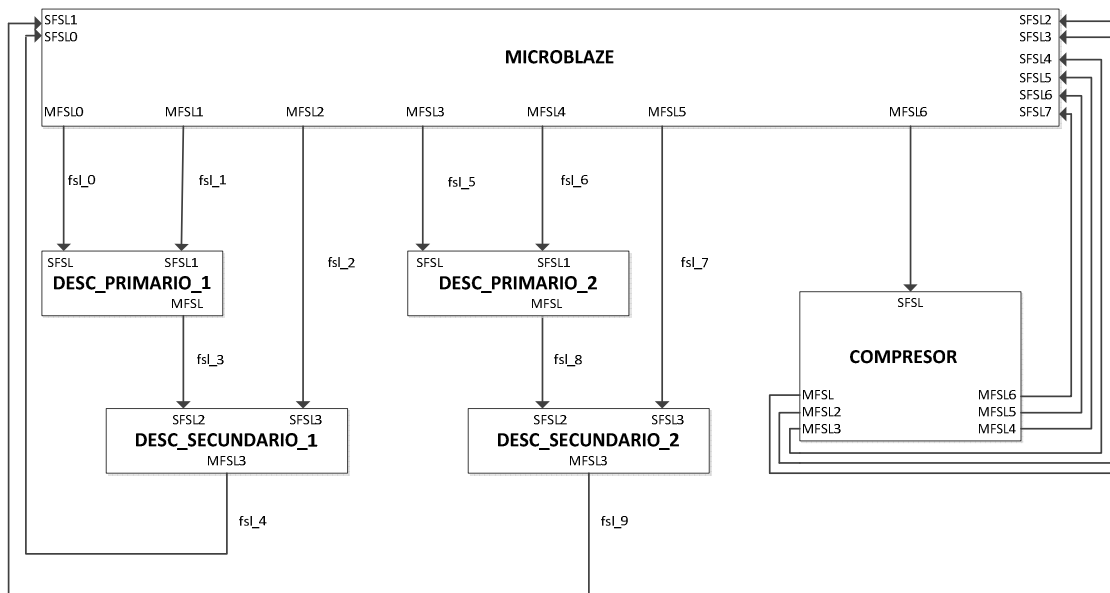 SFSL1 SFSL2
SFSL0 SFSL3
MICROBLAZE SFSL4
SFSL5
SFSL6
MFSL0 MFSL1 MFSL2 MFSL3 MFSL4 MFSL5 MFSL6 SFSL7
fsl_0 fsl_1 fsl_5 fsl_6
SFSL SFSL1 fsl_2 SFSL SFSL1 fsl_7
DESC_PRIMARIO_1 DESC_PRIMARIO_2
MFSL MFSL SFSL
fsl_3 fsl_8 COMPRESOR
MFSL MFSL6
SFSL2 SFSL3 SFSL2 SFSL3 MFSL2 MFSL5
MFSL3 MFSL4
DESC_SECUNDARIO_1 DESC_SECUNDARIO_2
MFSL3 MFSL3
fsl_4 fsl_9